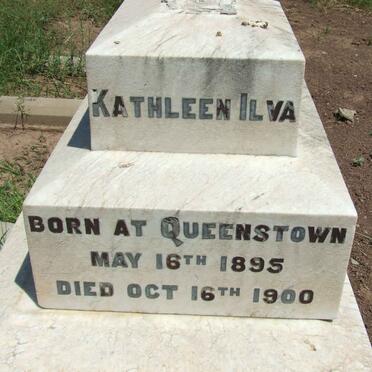 KATHLEEN ILVA
BORN AT QUEENSTOWN
MAY 16TH 1895
DIED OCT 16TH 1900